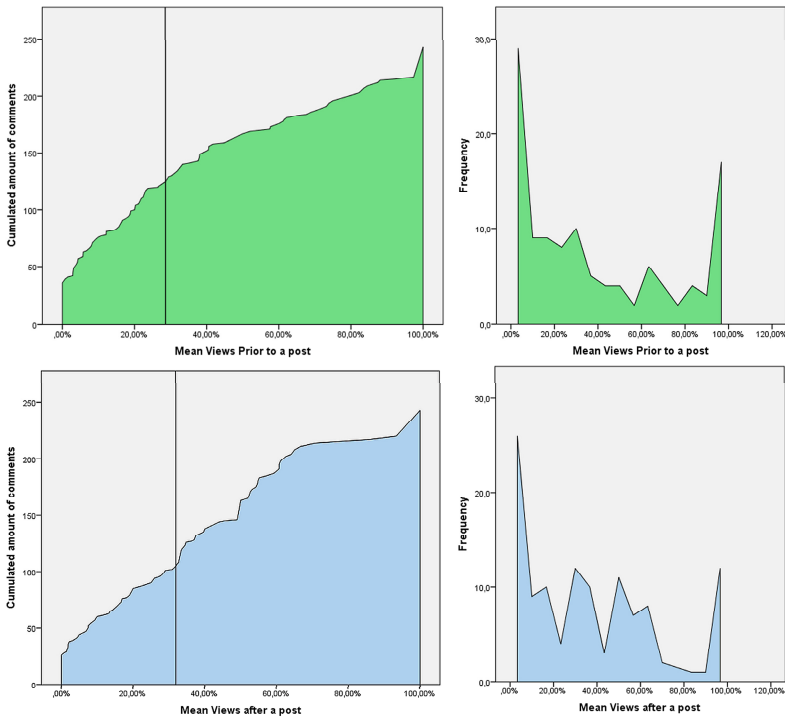 Cumulated amount of comments
250
200
150
100
50
0
,00% 20,00% 40,00% 60,00% 80,00% 100,00%
Mean Views Prior to a post
Frequency
30,0
20,0
10,0
0,0
,00% 20,00% 40,00% 60,00% 80,00% 100,00% 120,00%
Mean Views Prior to a post
Cumulated amount of comments
250
200
150
100
50
0
,00% 20,00% 40,00% 60,00% 80,00% 100,00%
Mean Views after a post
Frequency
30,0
20,0
10,0
0,0
,00% 20,00% 40,00% 60,00% 80,00% 100,00% 120,00%
Mean Views after a post